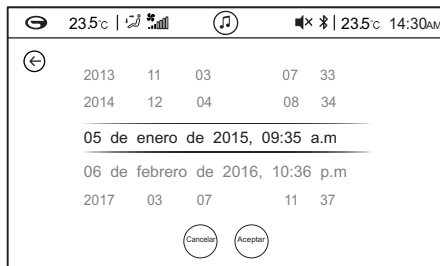 23.5°C | | 23.5°C 14:30AM
2013 11 03 07 33
2014 12 04 08 34
05 de enero de 2015, 09:35 a.m
06 de febrero de 2016, 10:36 p.m
2017 03 07 11 37
Cancelar Aceptar